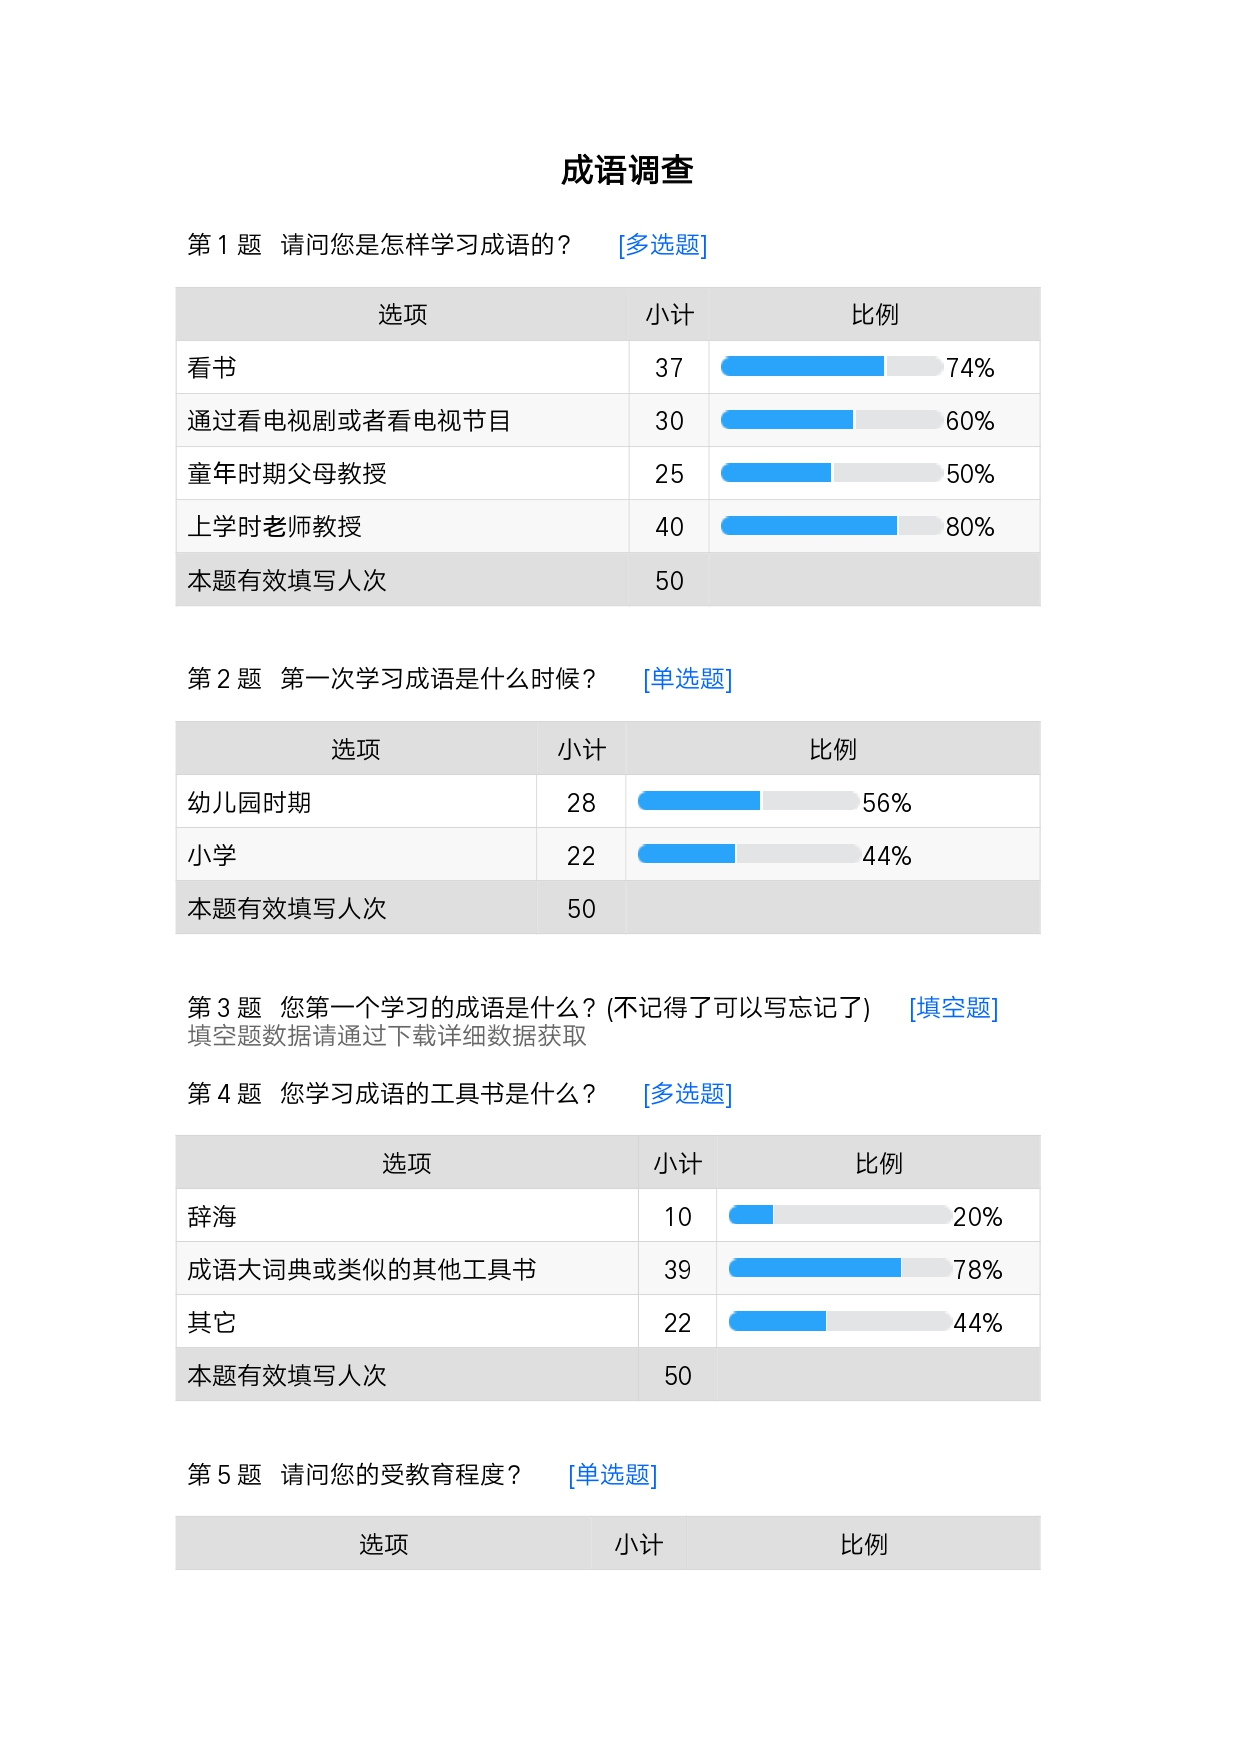 成语调查
第 1 题 请问您是怎样学习成语的? [多选题]
选项 小计 比例
看书 37 74%
通过看电视剧或者看电视节目 30 60%
童年时期父母教授 25 50%
上学时老师教授 40 80%
本题有效填写人次 50
第 2 题 第一次学习成语是什么时候? [单选题]
选项 小计 比例
幼儿园时期 28 56%
小学 22 44%
本题有效填写人次 50
第 3 题 您第一个学习的成语是什么? (不记得了可以写忘记了) [填空题]
填空题数据请通过下载详细数据获取
第 4 题 您学习成语的工具书是什么? [多选题]
选项 小计 比例
辞海 10 20%
成语大词典或类似的其他工具书 39 78%
其它 22 44%
本题有效填写人次 50
第 5 题 请问您的受教育程度? [单选题]
选项 小计 比例